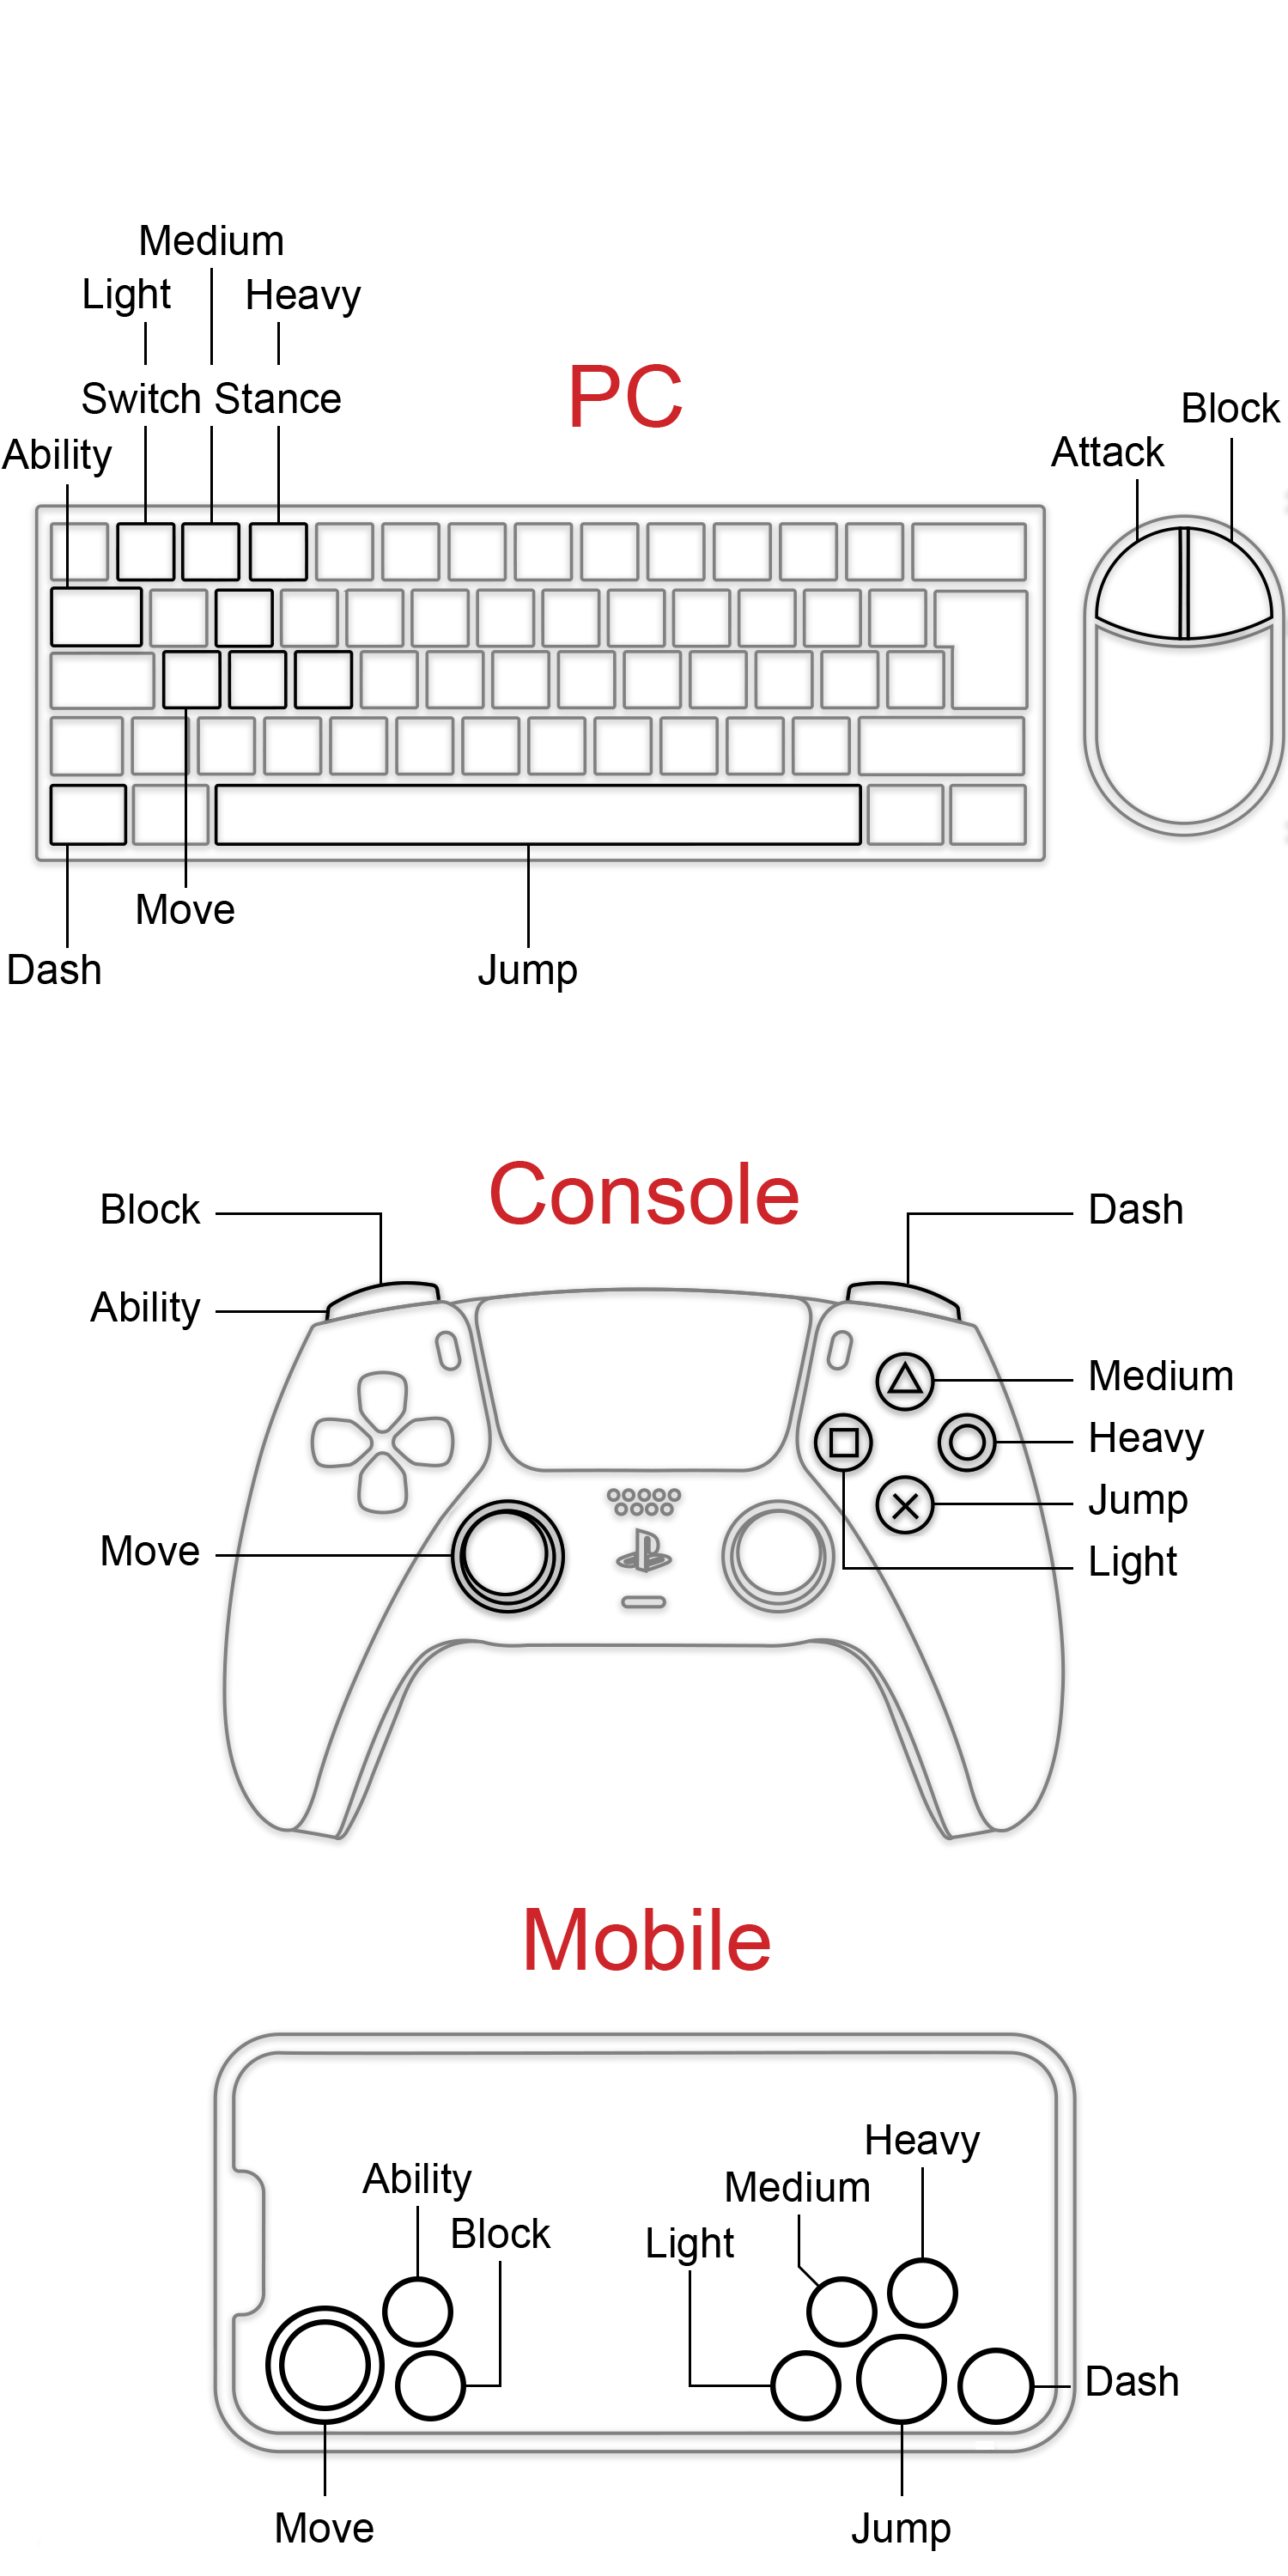 Medium
Light Heavy
Switch Stance
PC
Block
Attack
Ability
Move
Dash
Jump
Console
Block
Dash
Ability
Medium
Heavy
Jump
Move
Light
Mobile
Heavy
Ability
Medium
Block
Light
Dash
Move
Jump